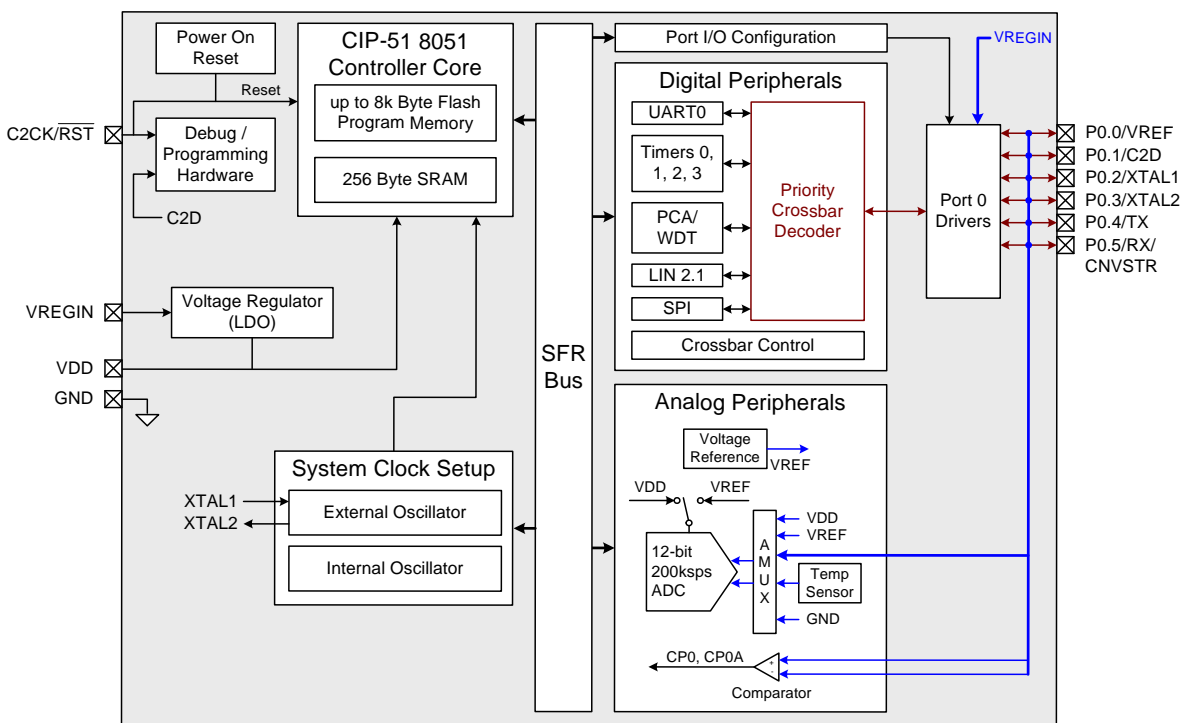 Power On
Reset
Reset
C2CK/RST
Debug /
Programming
Hardware
C2D
VREGIN
Voltage Regulator
(LDO)
VDD
GND
CIP-51 8051
Controller Core
up to 8k Byte Flash
Program Memory
256 Byte SRAM
System Clock Setup
XTAL1
XTAL2
External Oscillator
Internal Oscillator
SFR
Bus
Port I/O Configuration
Digital Peripherals
UART0
Timers 0,
1, 2, 3
PCA/
WDT
LIN 2.1
SPI
Priority
Crossbar
Decoder
Crossbar Control
VREGIN
Port 0
Drivers
P0.0/VREF
P0.1/C2D
P0.2/XTAL1
P0.3/XTAL2
P0.4/TX
P0.5/RX/
CNVSTR
Analog Peripherals
Voltage
Reference
VREF
VDD
VREF
12-bit
200ksps
ADC
A
M
U
X
VDD
VREF
Temp
Sensor
GND
CP0, CP0A
+
-
Comparator